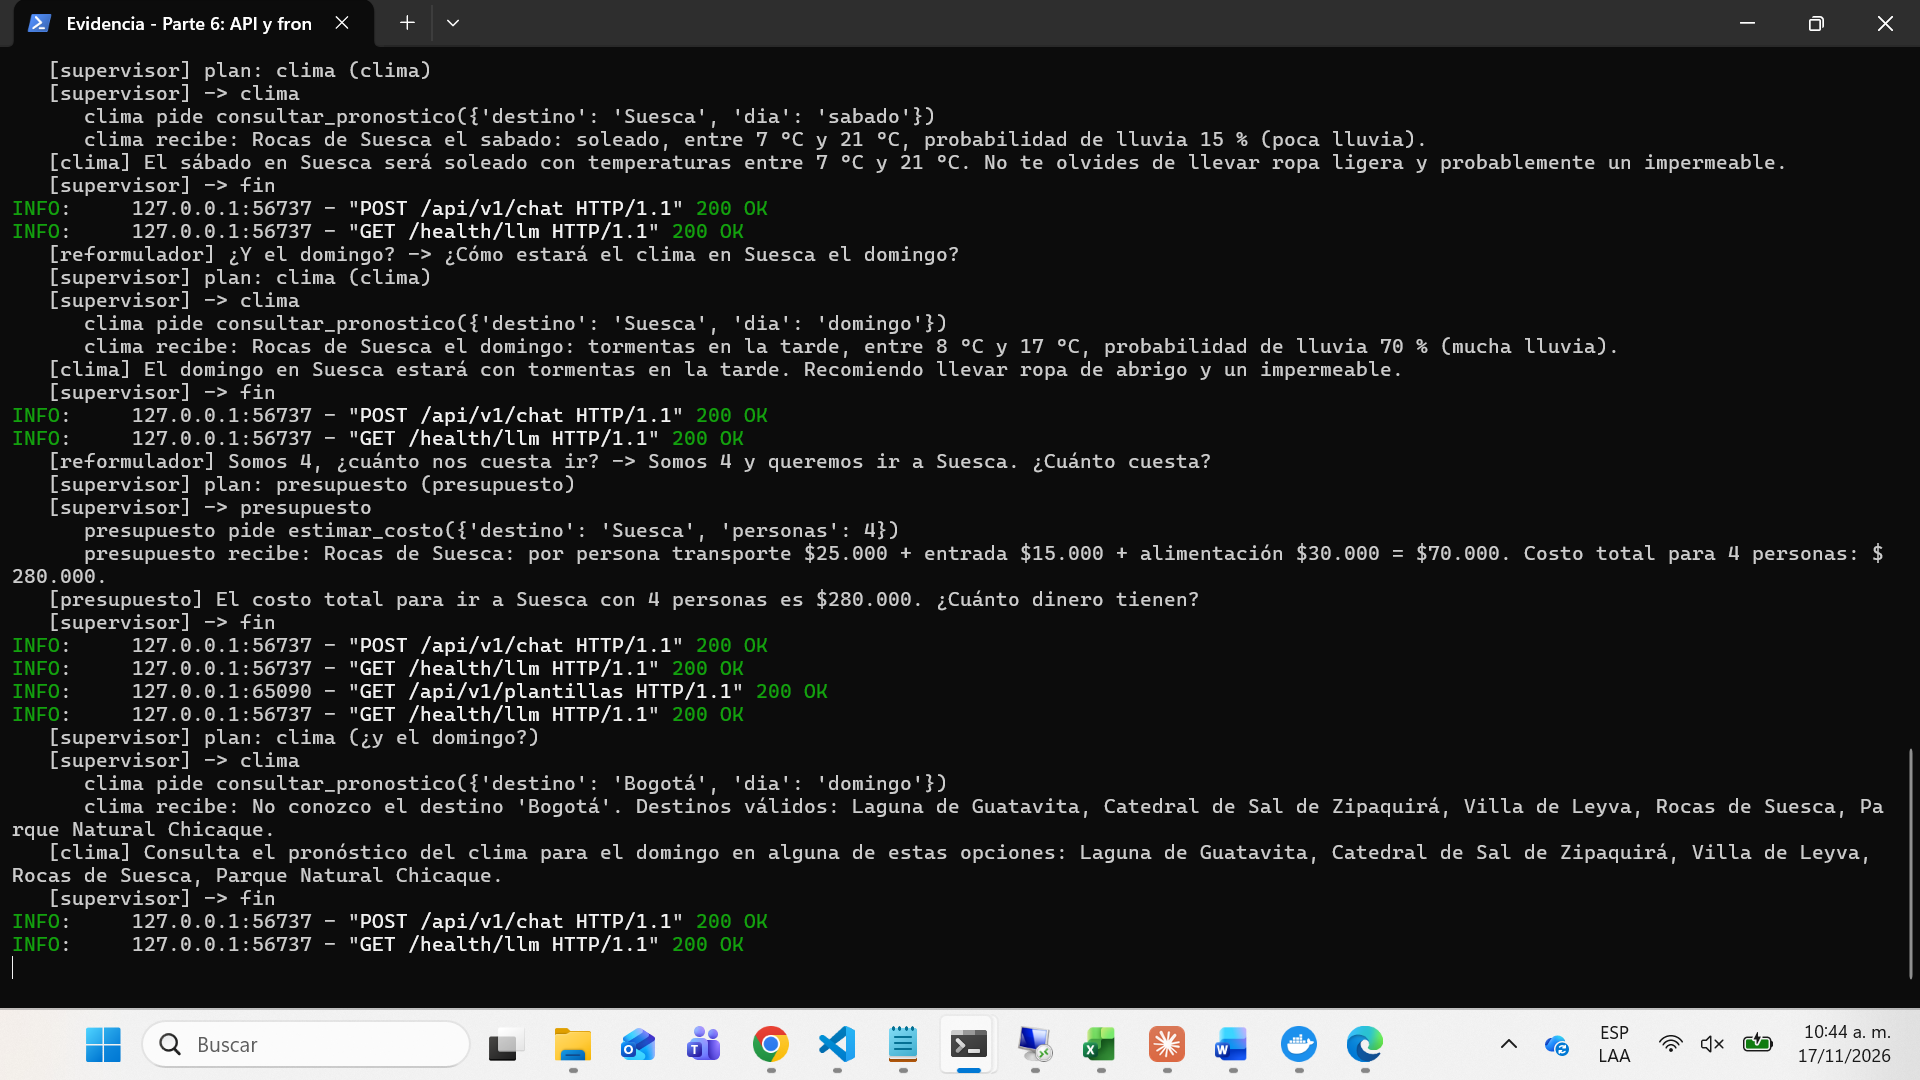 Evidencia - Parte 6: API y fron
[supervisor] plan: clima (clima)
[supervisor] -> clima
clima pide consultar_pronostico({'destino': 'Suesca', 'dia': 'sabado'})
clima recibe: Rocas de Suesca el sabado: soleado, entre 7 °C y 21 °C, probabilidad de lluvia 15 % (poca lluvia).
[clima] El sábado en Suesca será soleado con temperaturas entre 7 °C y 21 °C. No te olvides de llevar ropa ligera y probablemente un impermeable.
[supervisor] -> fin
INFO: 127.0.0.1:56737 - "POST /api/v1/chat HTTP/1.1" 200 OK
INFO: 127.0.0.1:56737 - "GET /health/llm HTTP/1.1" 200 OK
[reformulador] ¿Y el domingo? -> ¿Cómo estará el clima en Suesca el domingo?
[supervisor] plan: clima (clima)
[supervisor] -> clima
clima pide consultar_pronostico({'destino': 'Suesca', 'dia': 'domingo'})
clima recibe: Rocas de Suesca el domingo: tormentas en la tarde, entre 8 °C y 17 °C, probabilidad de lluvia 70 % (mucha lluvia).
[clima] El domingo en Suesca estará con tormentas en la tarde. Recomiendo llevar ropa de abrigo y un impermeable.
[supervisor] -> fin
INFO: 127.0.0.1:56737 - "POST /api/v1/chat HTTP/1.1" 200 OK
INFO: 127.0.0.1:56737 - "GET /health/llm HTTP/1.1" 200 OK
[reformulador] Somos 4, ¿cuánto nos cuesta ir? -> Somos 4 y queremos ir a Suesca. ¿Cuánto cuesta?
[supervisor] plan: presupuesto (presupuesto)
[supervisor] -> presupuesto
presupuesto pide estimar_costo({'destino': 'Suesca', 'personas': 4})
presupuesto recibe: Rocas de Suesca: por persona transporte $25.000 + entrada $15.000 + alimentación $30.000 = $70.000. Costo total para 4 personas: $
280.000.
[presupuesto] El costo total para ir a Suesca con 4 personas es $280.000. ¿Cuánto dinero tienen?
[supervisor] -> fin
INFO: 127.0.0.1:56737 - "POST /api/v1/chat HTTP/1.1" 200 OK
INFO: 127.0.0.1:56737 - "GET /health/llm HTTP/1.1" 200 OK
INFO: 127.0.0.1:65090 - "GET /api/v1/plantillas HTTP/1.1" 200 OK
INFO: 127.0.0.1:56737 - "GET /health/llm HTTP/1.1" 200 OK
[supervisor] plan: clima (¿y el domingo?)
[supervisor] -> clima
clima pide consultar_pronostico({'destino': 'Bogotá', 'dia': 'domingo'})
clima recibe: No conozco el destino 'Bogotá'. Destinos válidos: Laguna de Guatavita, Catedral de Sal de Zipaquirá, Villa de Leyva, Rocas de Suesca, Pa
rque Natural Chicaque.
[clima] Consulta el pronóstico del clima para el domingo en alguna de estas opciones: Laguna de Guatavita, Catedral de Sal de Zipaquirá, Villa de Leyva,
Rocas de Suesca, Parque Natural Chicaque.
[supervisor] -> fin
INFO: 127.0.0.1:56737 - "POST /api/v1/chat HTTP/1.1" 200 OK
INFO: 127.0.0.1:56737 - "GET /health/llm HTTP/1.1" 200 OK
Buscar
ESP
LAA
10:44 a. m.
17/11/2026